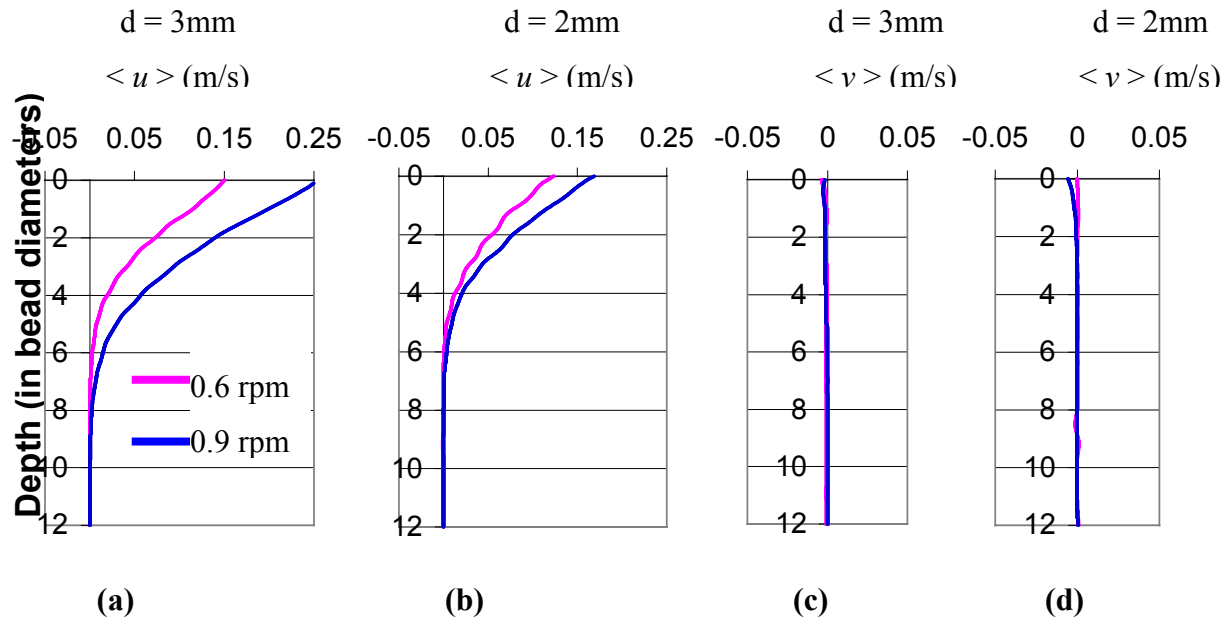 d = 3mm d = 2mm d = 3mm d = 2mm
< u > (m/s) < u > (m/s) < v > (m/s) < v > (m/s)
-0.05 0.05 0.15 0.25 -0.05 0.05 0.15 0.25 -0.05 0 0.05 -0.05 0 0.05
Depth (in bead diameters)
0 0 0 0
2 2 2 2
4 4 4 4
6 6 6 6
0.6 rpm
8 8 8 8
0.9 rpm
10 10 10 10
12 12 12 12
(a) (b) (c) (d)